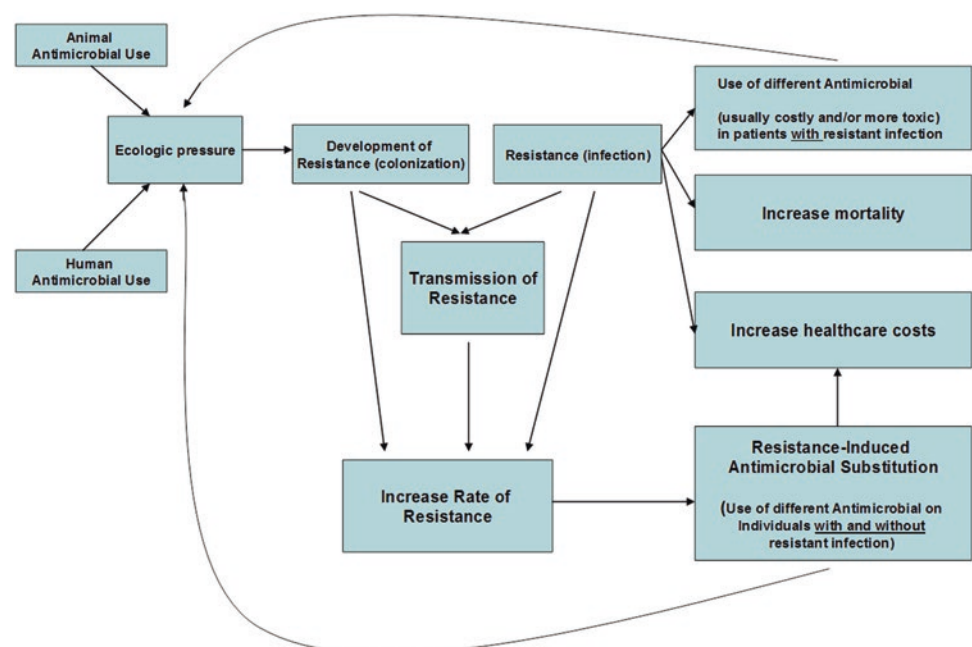 Animal
Antimicrobial Use
Ecologic pressure
Human
Antimicrobial Use
Development of
Resistance (colonization)
Resistance (infection)
Transmission of
Resistance
Increase Rate of
Resistance
Use of different Antimicrobial
(usually costly and/or more toxic)
in patients with resistant infection
Increase mortality
Increase healthcare costs
Resistance-Induced
Antimicrobial Substitution
(Use of different Antimicrobial on
Individuals with and without
resistant infection)